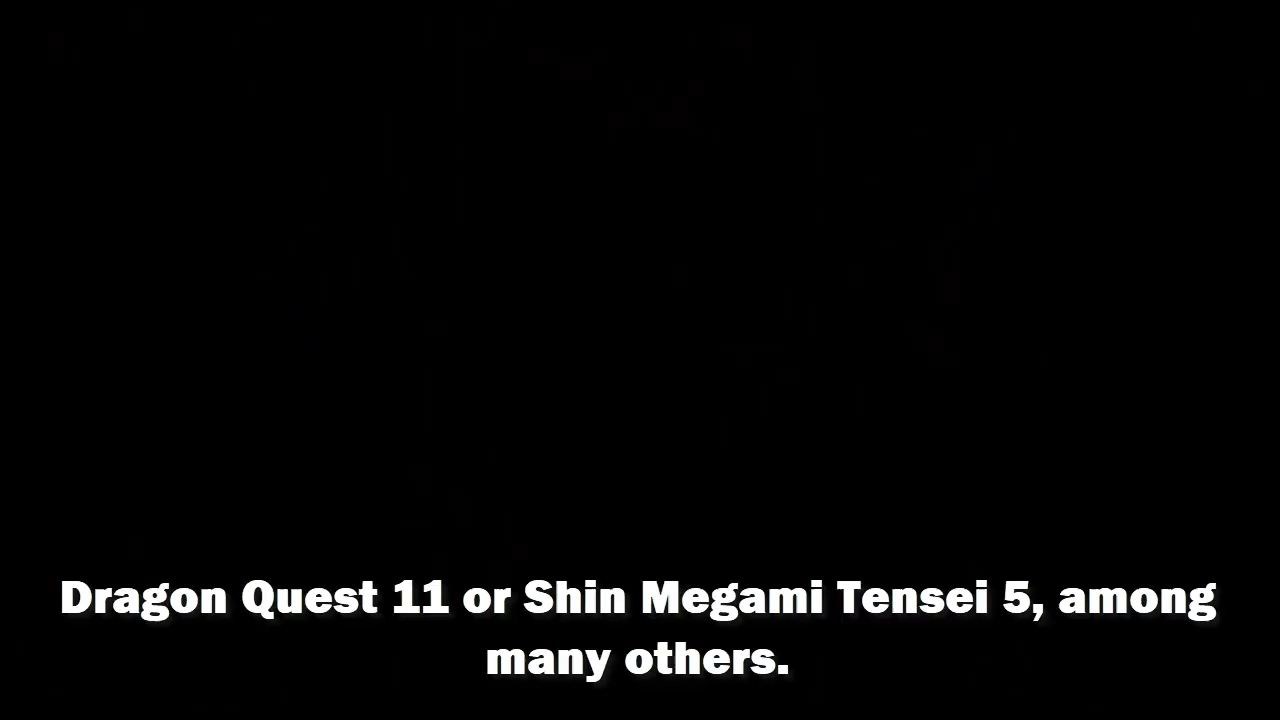 Dragon Quest 11 or Shin Megami Tensei 5, among
many others.